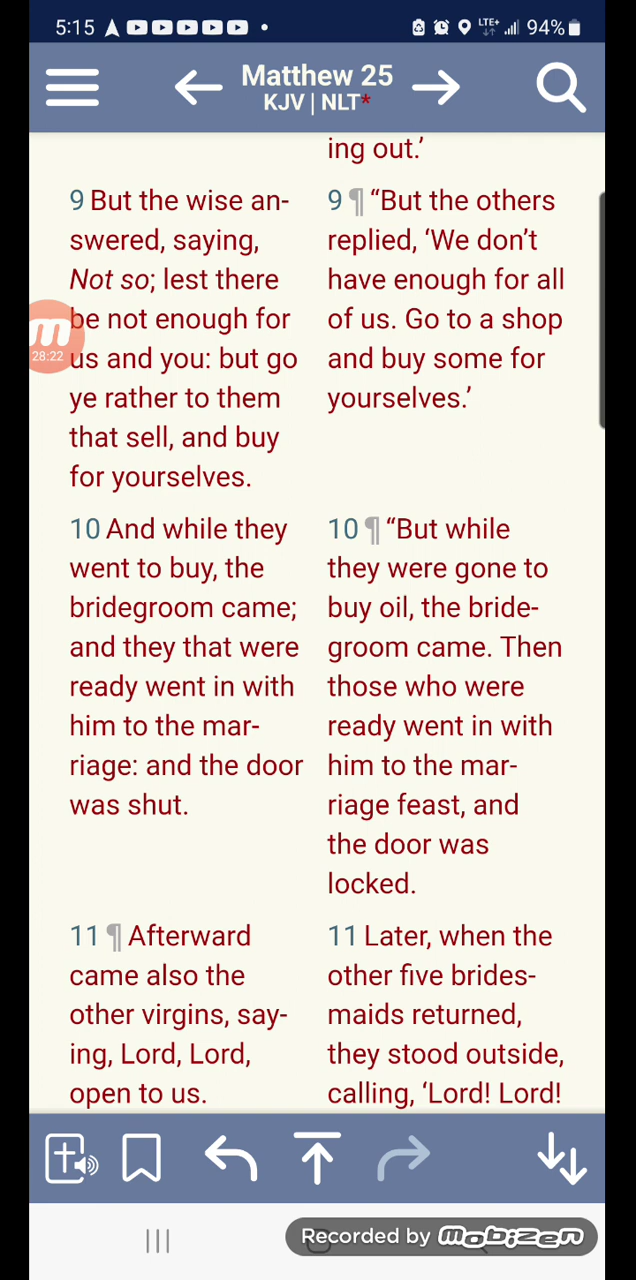 5:15
LTE+ 94%
Matthew 25
KJV | NLT*
ing out.’
9 But the wise an-
swered, saying,
Not so; lest there
be not enough for
us and you: but go
ye rather to them
that sell, and buy
for yourselves.
9 ¶ “But the others
replied, ‘We don’t
have enough for all
of us. Go to a shop
and buy some for
yourselves.’
m
28:22
10 And while they
went to buy, the
bridegroom came;
and they that were
ready went in with
him to the mar-
riage: and the door
was shut.
10 ¶ “But while
they were gone to
buy oil, the bride-
groom came. Then
those who were
ready went in with
him to the mar-
riage feast, and
the door was
locked.
11 ¶ Afterward
came also the
other virgins, say-
ing, Lord, Lord,
open to us.
11 Later, when the
other five brides-
maids returned,
they stood outside,
calling, ‘Lord! Lord!
Recorded by mobizen